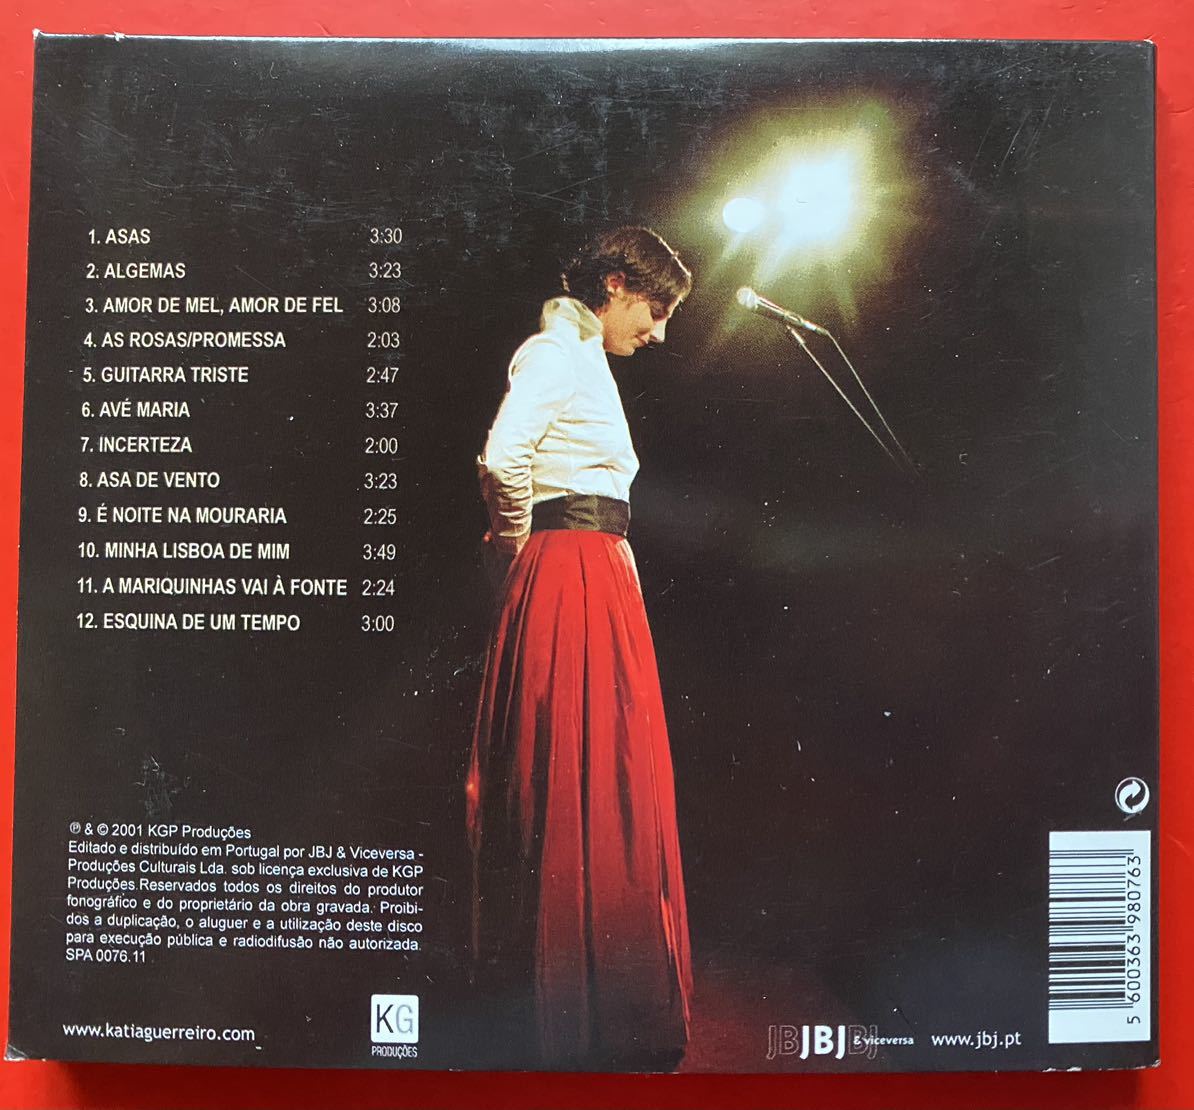 1. ASAS 3:30
2. ALGEMAS 3:23
3. AMOR DE MEL, AMOR DE FEL 3:08
4. AS ROSAS/PROMESSA 2:03
5. GUITARRA TRISTE 2:47
6. AVÉ MARIA 3:37
7. INCERTEZA 2:00
8. ASA DE VENTO 3:23
9. É NOITE NA MOURARIA 2:25
10. MINHA LISBOA DE MIM 3:49
11. A MARIQUINHAS VAI À FONTE 2:24
12. ESQUINA DE UM TEMPO 3:00
℗ & © 2001 KGP Produções
Editado e distribuído em Portugal por JBJ & Viceversa -
Produções Culturais Lda. sob licença exclusiva de KGP
Produções.Reservados todos os direitos do produtor
fonográfico e do proprietário da obra gravada. Proibi-
dos a duplicação, o aluguer e a utilização deste disco
para execução pública e radiodifusão não autorizada.
SPA 0076.11
www.katiaguerreiro.com
KG
PRODUÇÕES
JBJBJBJ & viceversa
www.jbj.pt
5 600363 980763